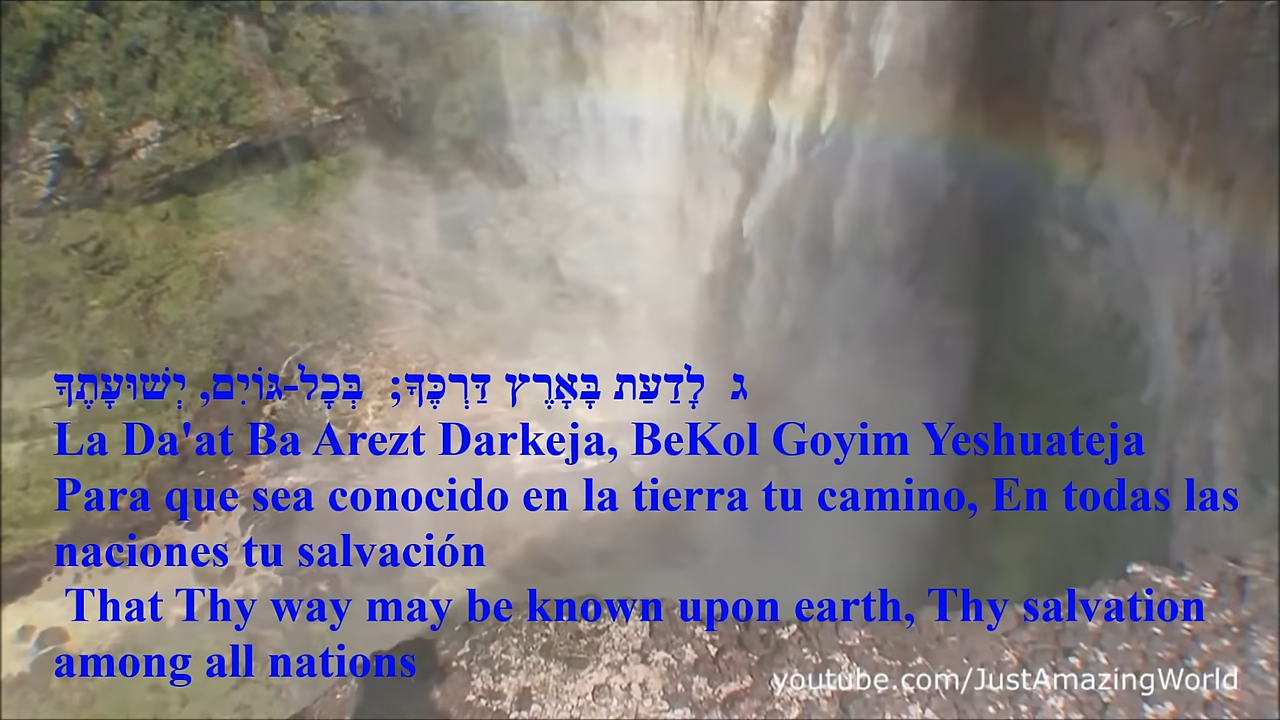 ג  לָדַעַת בָּאָרֶץ דַּרְכֶּךָ;  בְּכָל-גּוֹיִם, יְשׁוּעָתֶךָ
La Da'at Ba Arezt Darkeja, BeKol Goyim Yeshuateja
Para que sea conocido en la tierra tu camino, En todas las
naciones tu salvación
That Thy way may be known upon earth, Thy salvation
among all nations
youtube.com/JustAmazingWorld